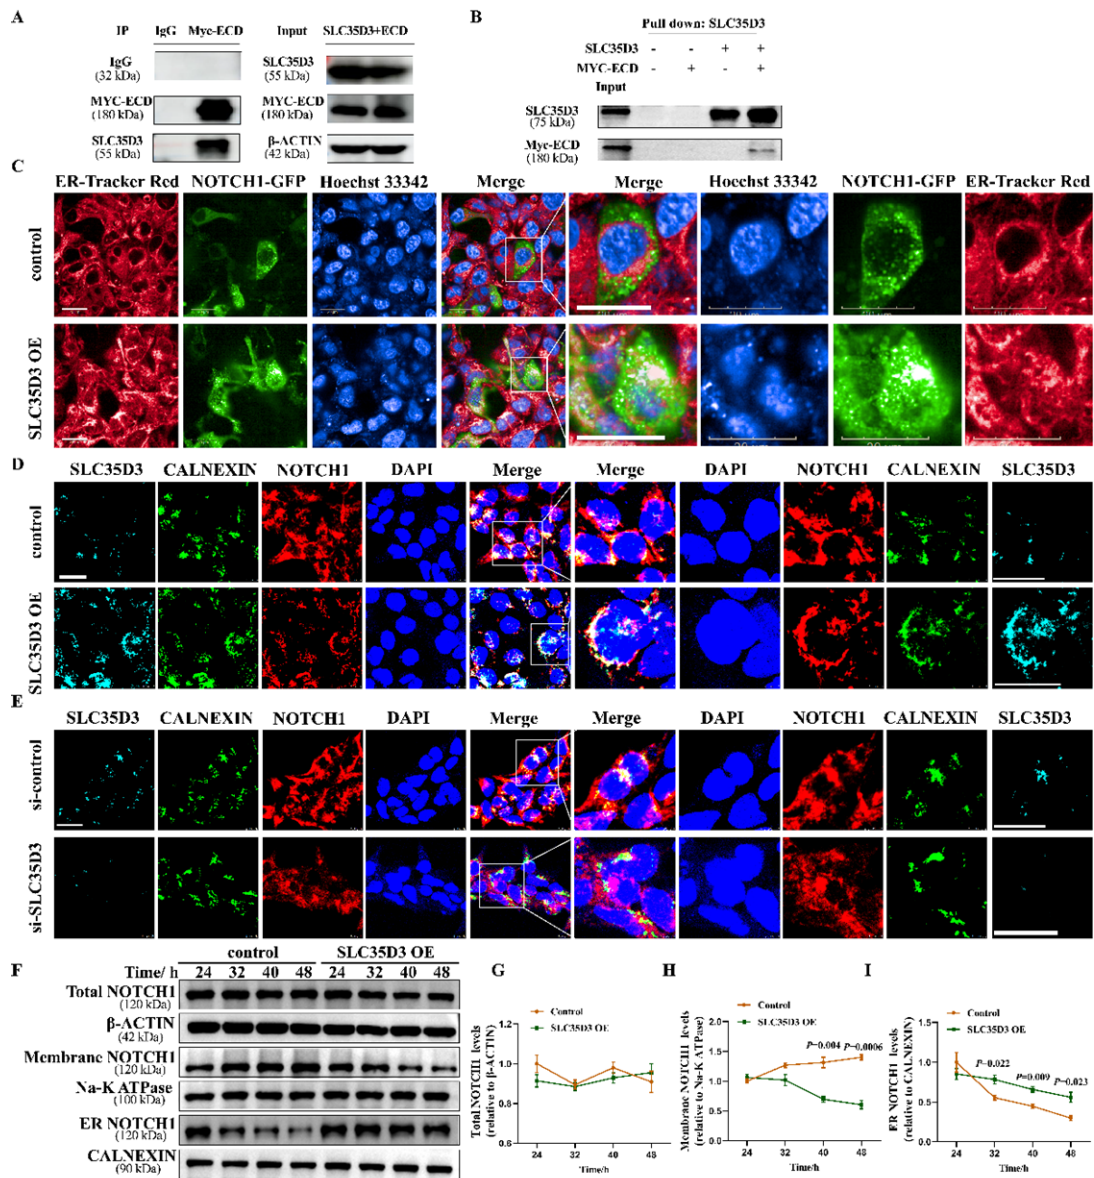 A
IP IgG Myc-ECD Input SLC35D3+ECD
IgG
(32 kDa)
MYC-ECD
(180 kDa)
SLC35D3
(55 kDa)
SLC35D3
(55 kDa)
MYC-ECD
(180 kDa)
β-ACTIN
(42 kDa)
B
Pull down: SLC35D3
SLC35D3 - - + +
MYC-ECD - + - +
Input
SLC35D3
(75 kDa)
Myc-ECD
(180 kDa)
C
ER-Tracker Red NOTCH1-GFP Hoechst 33342 Merge Merge Hoechst 33342 NOTCH1-GFP ER-Tracker Red
control
SLC35D3 OE
D
SLC35D3 CALNEXIN NOTCH1 DAPI Merge Merge DAPI NOTCH1 CALNEXIN SLC35D3
control
SLC35D3 OE
E
SLC35D3 CALNEXIN NOTCH1 DAPI Merge Merge DAPI NOTCH1 CALNEXIN SLC35D3
si-control
si-SLC35D3
F
control SLC35D3 OE
Time/ h 24 32 40 48 24 32 40 48
Total NOTCH1
(120 kDa)
β-ACTIN
(42 kDa)
Membrane NOTCH1
(120 kDa)
Na-K ATPase
(100 kDa)
ER NOTCH1
(120 kDa)
CALNEXIN
(90 kDa)
G
Control
SLC35D3 OE
Total NOTCH1 levels
(relative to β-ACTIN)
1.2
1.0
0.8
0.6
24 32 40 48
Time/h
H
Control
SLC35D3 OE
P=0.004 P=0.0006
Membrane NOTCH1 levels
(relative to Na-K ATPase)
2.0
1.5
1.0
0.5
0.0
24 32 40 48
Time/h
I
Control
SLC35D3 OE
P=0.022
P=0.009
P=0.023
ER NOTCH1 levels
(relative to CALNEXIN)
1.5
1.0
0.5
0.0
24 32 40 48
Time/h